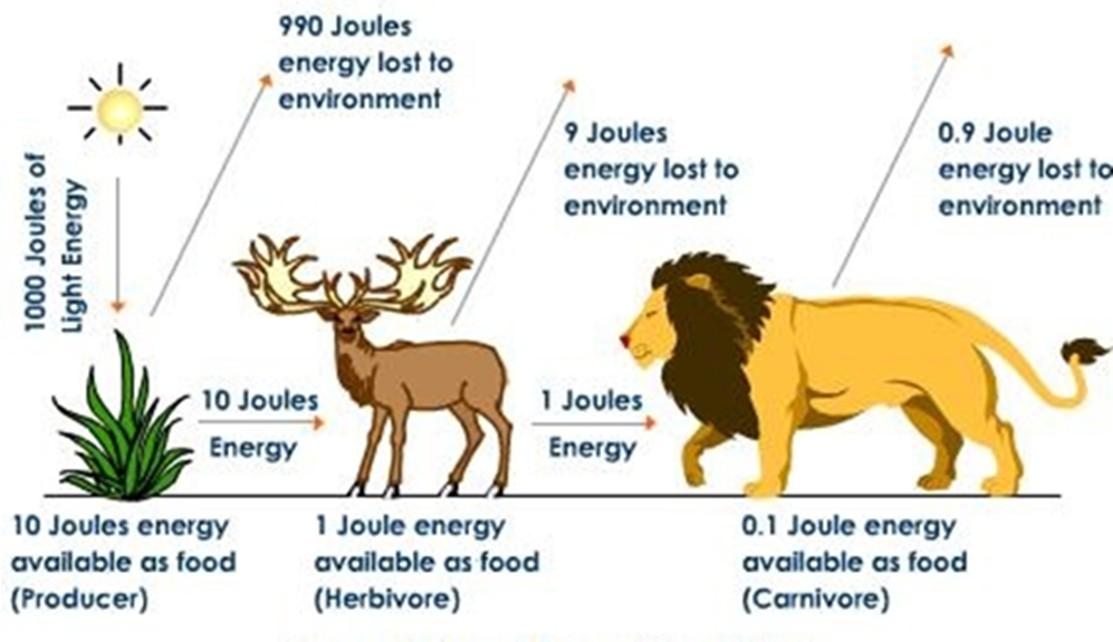 990 Joules
energy lost to
environment
1000 Joules of
Light Energy
9 Joules
energy lost to
environment
0.9 Joule
energy lost to
environment
10 Joules
Energy
1 Joules
Energy
10 Joules energy
available as food
(Producer)
1 Joule energy
available as food
(Herbivore)
0.1 Joule energy
available as food
(Carnivore)